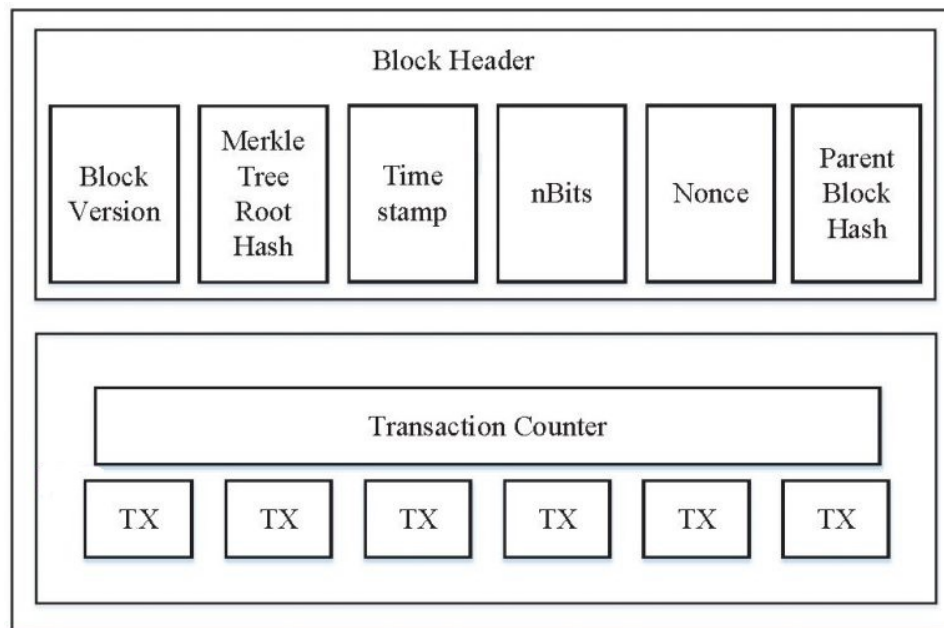 Block Header
Block
Version
Merkle
Tree
Root
Hash
Time
stamp
nBits
Nonce
Parent
Block
Hash
Transaction Counter
TX
TX
TX
TX
TX
TX